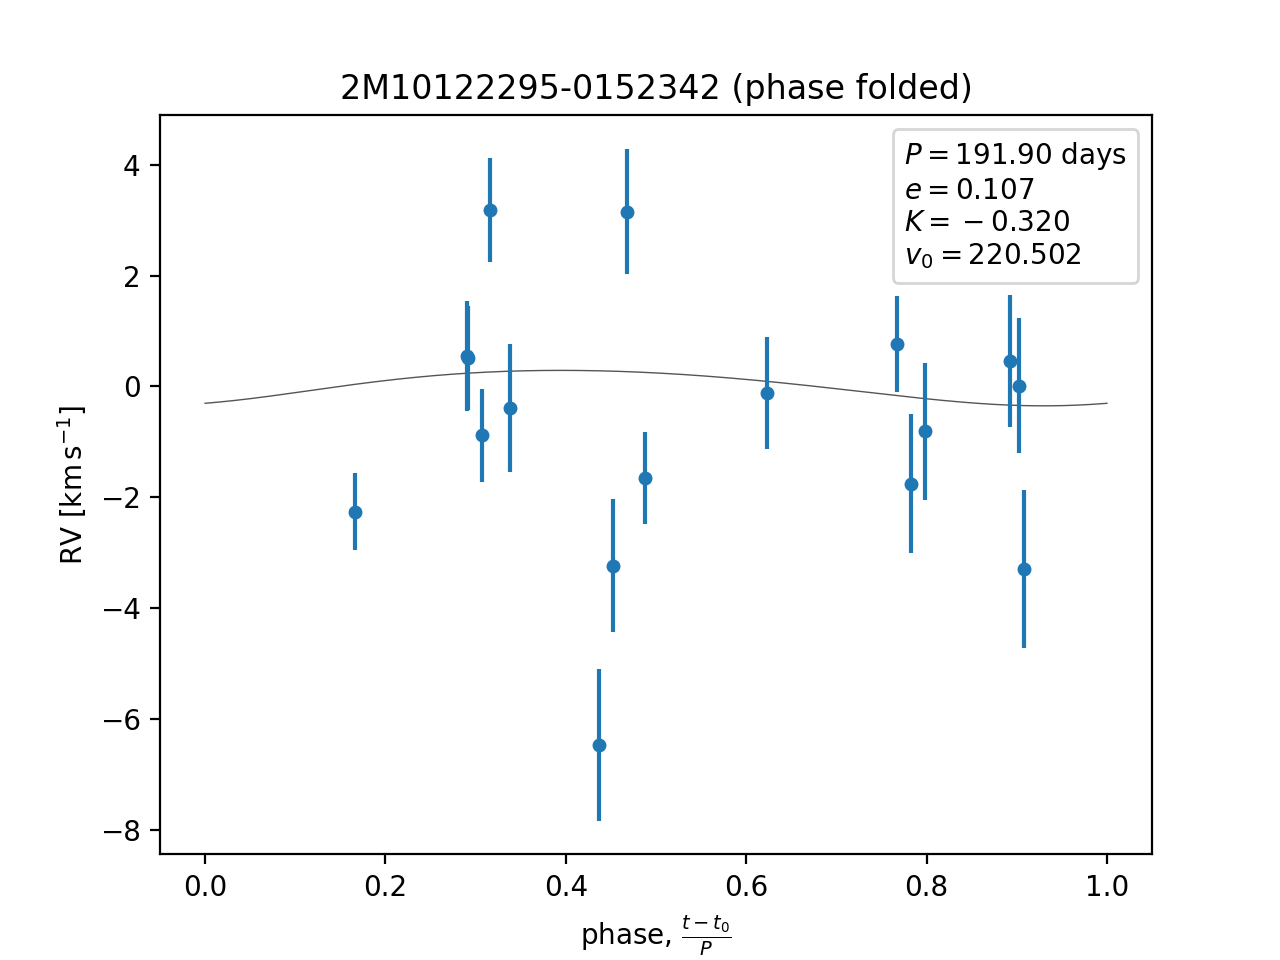 2M10122295-0152342 (phase folded)
P = 191.90 days
e = 0.107
K = −0.320
v₀ = 220.502
4
2
0
−2
−4
−6
−8
RV [km s⁻¹]
0.0 0.2 0.4 0.6 0.8 1.0
phase, (t − t₀)/P